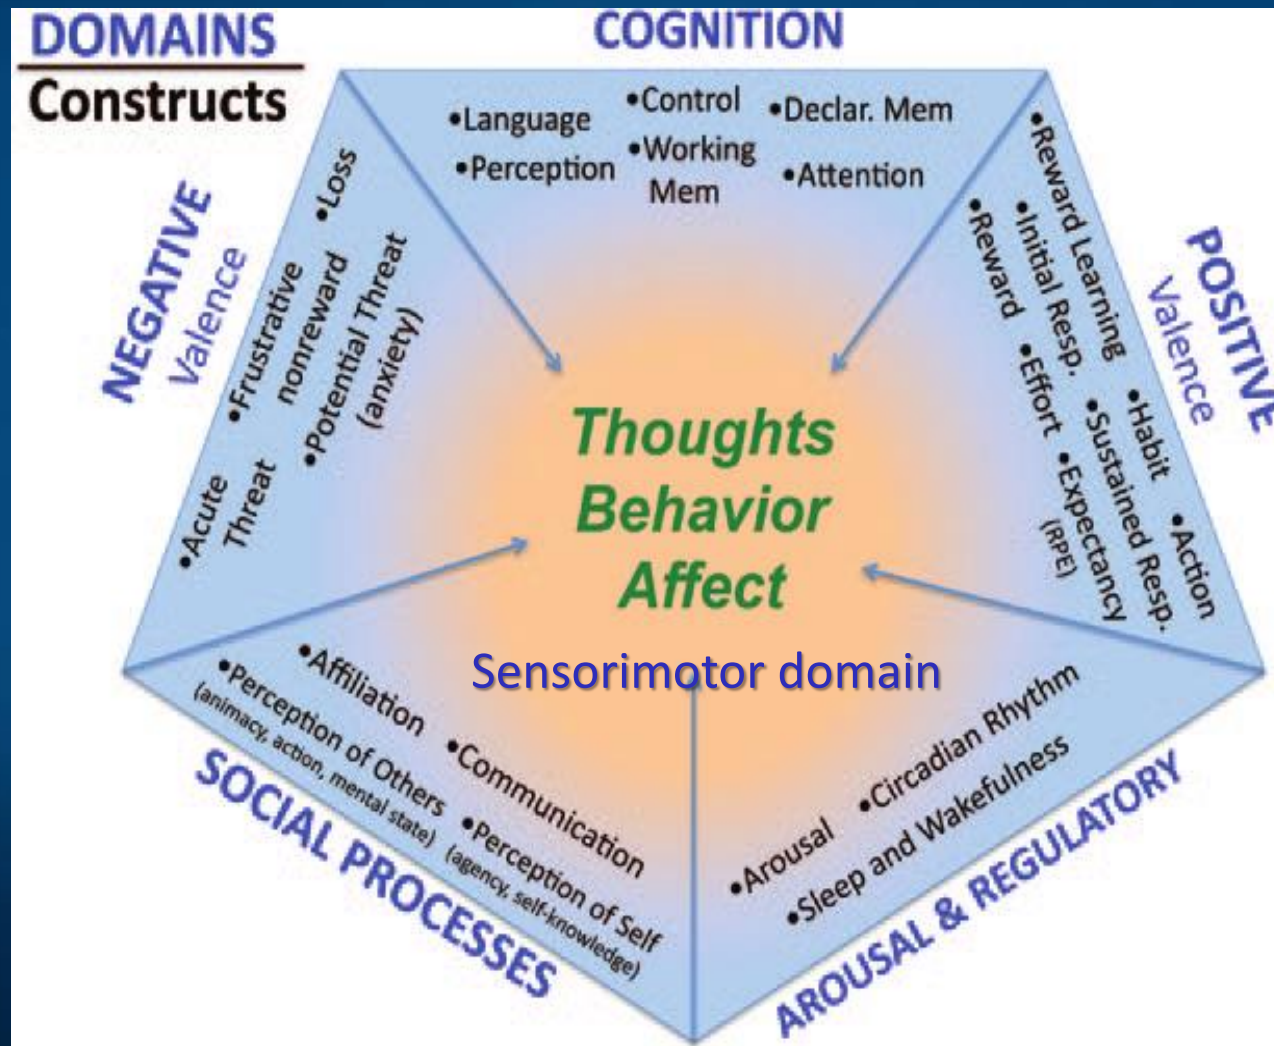 DOMAINS
Constructs
COGNITION
•Language
•Control
•Declar. Mem
•Perception
•Working
Mem
•Attention
NEGATIVE
Valence
•Loss
•Frustrative
nonreward
•Potential Threat
(anxiety)
•Acute
Threat
POSITIVE
Valence
•Reward Learning
•Initial Resp.
•Reward
•Effort
•Habit
•Sustained Resp.
•Expectancy
(RPE)
•Action
Thoughts
Behavior
Affect
Sensorimotor domain
SOCIAL PROCESSES
•Affiliation
•Perception of Others
(animacy, action, mental state)
•Communication
•Perception of Self
(agency, self-knowledge)
AROUSAL & REGULATORY
•Circadian Rhythm
•Arousal
•Sleep and Wakefulness